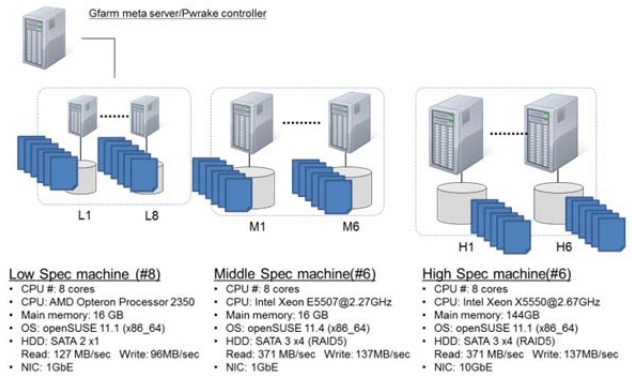 Gfarm meta server/Pwrake controller
L1
L8
M1
M6
H1
H6
Low Spec machine (#8)
• CPU #: 8 cores
• CPU: AMD Opteron Processor 2350
• Main memory: 16 GB
• OS: openSUSE 11.1 (x86_64)
• HDD: SATA 2 x1
Read: 127 MB/sec Write: 96MB/sec
• NIC: 1GbE
Middle Spec machine(#6)
• CPU #: 8 cores
• CPU: Intel Xeon E5507@2.27GHz
• Main memory: 16 GB
• OS: openSUSE 11.4 (x86_64)
• HDD: SATA 3 x4 (RAID5)
Read: 371 MB/sec Write: 137MB/sec
• NIC: 1GbE
High Spec machine(#6)
• CPU #: 8 cores
• CPU: Intel Xeon X5550@2.67GHz
• Main memory: 144GB
• OS: openSUSE 11.1 (x86_64)
• HDD: SATA 3 x4 (RAID5)
Read: 371 MB/sec Write: 137MB/sec
• NIC: 10GbE